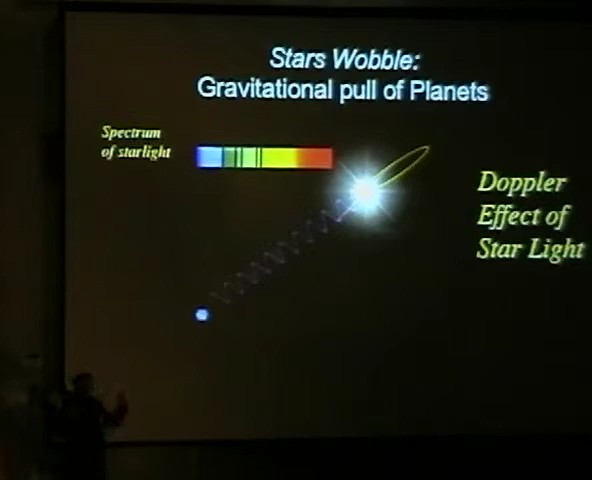 Stars Wobble:
Gravitational pull of Planets
Spectrum
of starlight
Doppler
Effect of
Star Light